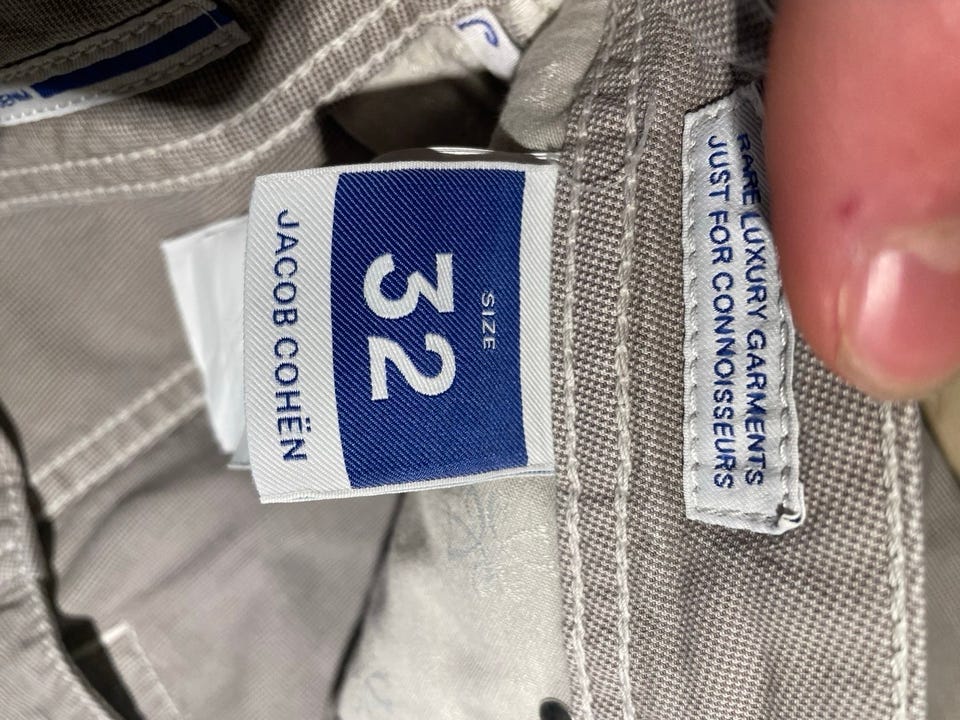 SIZE
32
JACOB COHËN
RARE LUXURY GARMENTS
JUST FOR CONNOISSEURS
J